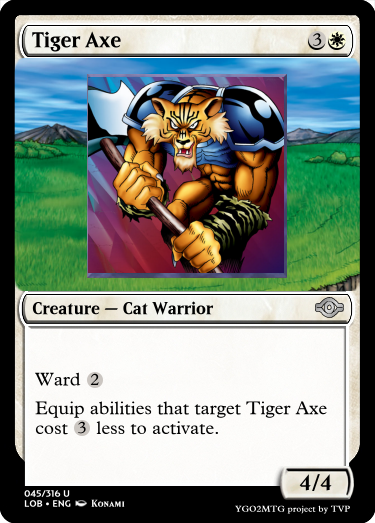 Tiger Axe 3
Creature — Cat Warrior
Ward 2
Equip abilities that target Tiger Axe
cost 3 less to activate.
4/4
045/316 U
LOB • ENG KONAMI
YGO2MTG project by TVP